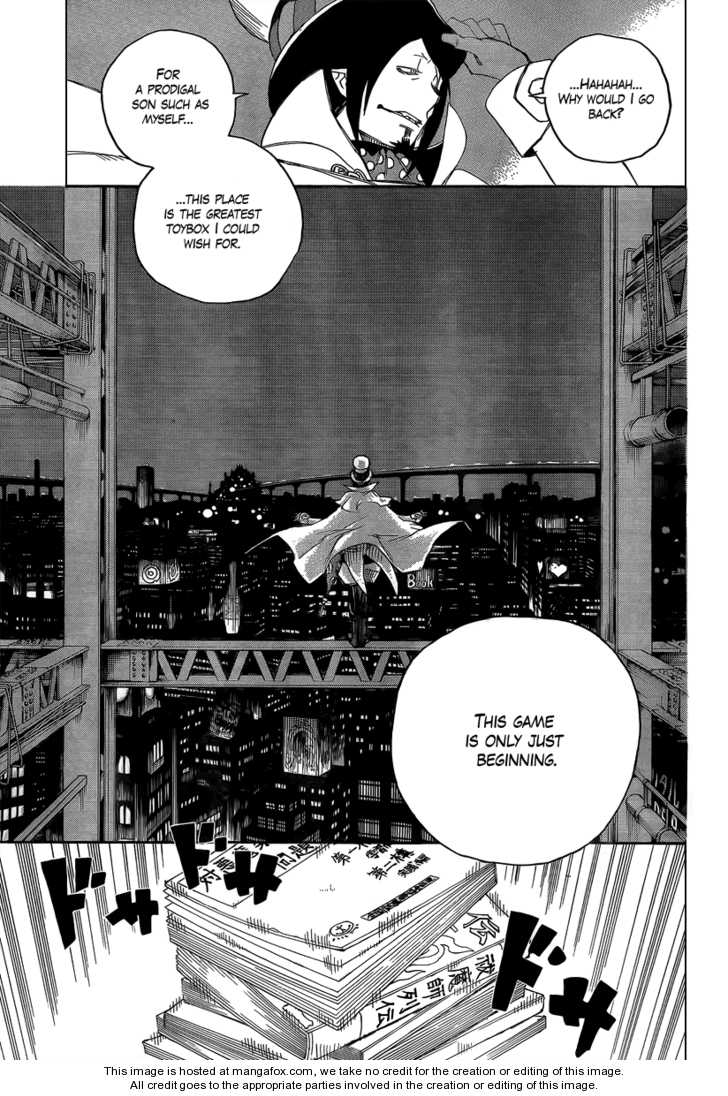 ...Hahahah...
Why would I go
back?
For
a prodigal
son such as
myself...
...this place
is the greatest
toybox I could
wish for.
Book
This game
is only just
beginning.
ドドド
ドサ
ドサ
伝
祓魔師列伝
This image is hosted at mangafox.com, we take no credit for the creation or editing of this image.
All credit goes to the appropriate parties involved in the creation or editing of this image.